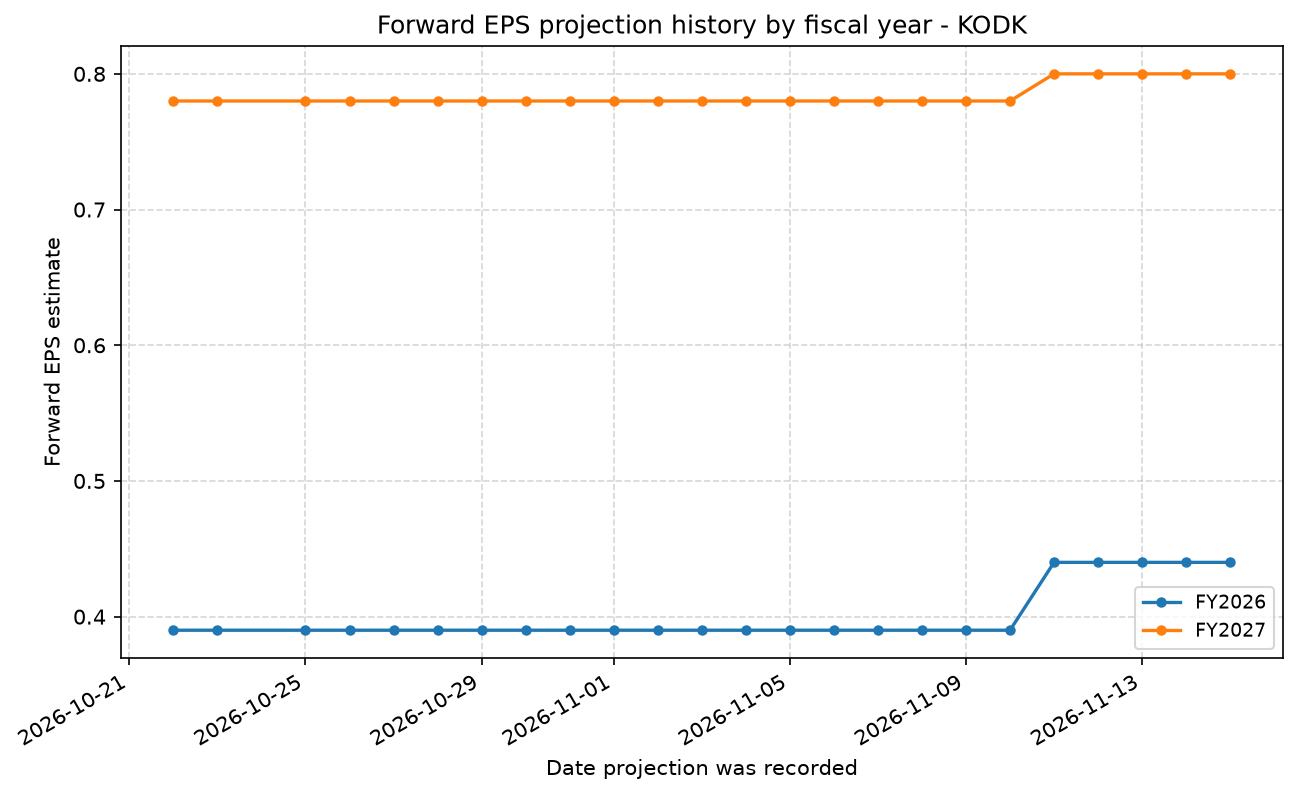 Forward EPS projection history by fiscal year - KODK
0.8
0.7
0.6
0.5
0.4
Forward EPS estimate
FY2026
FY2027
2026-10-21
2026-10-25
2026-10-29
2026-11-01
2026-11-05
2026-11-09
2026-11-13
Date projection was recorded